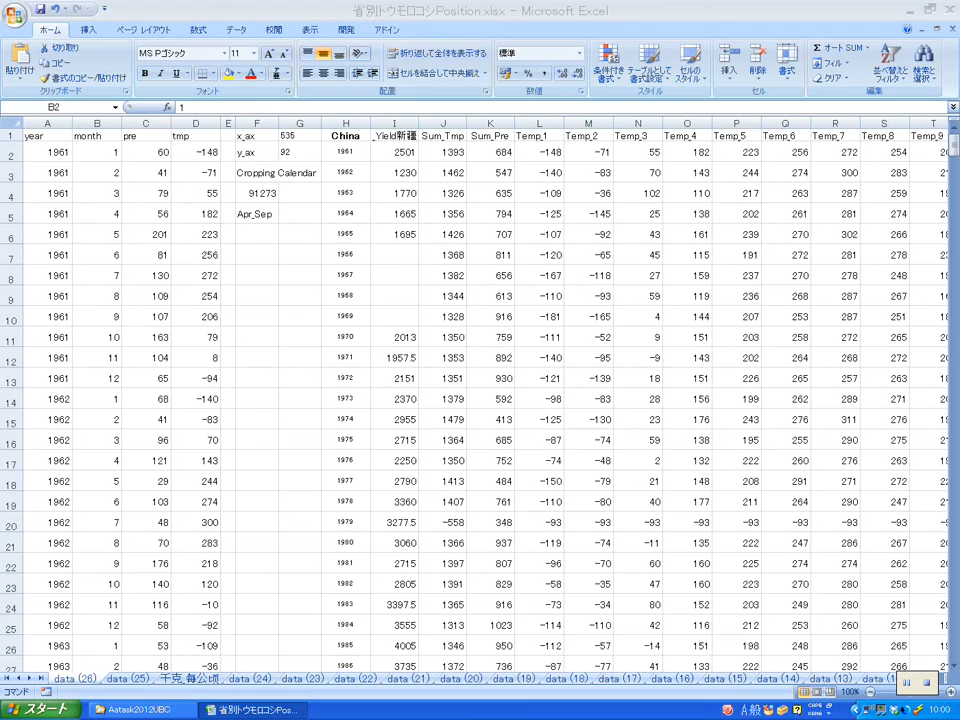 省別トウモロコシPosition.xlsx - Microsoft Excel
ホーム 挿入 ページ レイアウト 数式 データ 校閲 表示 開発 アドイン
貼り付け 切り取り コピー 書式のコピー/貼り付け クリップボード
MS Pゴシック 11 B I U フォント
折り返して全体を表示する セルを結合して中央揃え 配置
標準 % 数値
条件付き書式 テーブルとして書式設定 セルのスタイル スタイル
挿入 削除 書式 セル
Σ オート SUM フィル クリア 並べ替えとフィルタ 検索と選択 編集
B2 fx 1
A B C D E F G H I J K L M N O P Q R S T
1 year month pre tmp x_ax 535 China _Yield新疆 Sum_Tmp Sum_Pre Temp_1 Temp_2 Temp_3 Temp_4 Temp_5 Temp_6 Temp_7 Temp_8 Temp_9
2 1961 1 60 -148 y_ax 92 1961 2501 1393 684 -148 -71 55 182 223 256 272 254
3 1961 2 41 -71 Cropping Calendar 1962 1230 1462 547 -140 -83 70 143 244 274 300 283
4 1961 3 79 55 91273 1963 1770 1326 635 -109 -36 102 110 217 263 287 259
5 1961 4 56 182 Apr_Sep 1964 1665 1356 794 -125 -145 25 138 202 261 281 274
6 1961 5 201 223 1965 1695 1426 707 -107 -92 43 161 239 270 302 266
7 1961 6 81 256 1966 1368 811 -120 -65 45 115 191 272 281 278
8 1961 7 130 272 1967 1382 656 -167 -118 27 159 237 270 278 248
9 1961 8 109 254 1968 1344 613 -110 -93 59 119 236 268 287 267
10 1961 9 107 206 1969 1328 916 -181 -165 4 144 207 253 287 251
11 1961 10 163 79 1970 2013 1350 759 -111 -52 9 151 203 258 272 265
12 1961 11 104 8 1971 1957.5 1353 892 -140 -95 -9 143 202 264 268 272
13 1961 12 65 -94 1972 2151 1351 930 -121 -139 18 151 226 265 257 263
14 1962 1 68 -140 1973 2370 1379 592 -98 -83 28 156 199 262 289 271
15 1962 2 41 -83 1974 2955 1479 413 -125 -130 23 176 243 276 311 276
16 1962 3 96 70 1975 2715 1364 685 -87 -74 59 138 195 255 290 275
17 1962 4 121 143 1976 2250 1350 752 -74 -48 2 132 222 260 276 263
18 1962 5 29 244 1977 2790 1413 484 -150 -79 21 148 208 291 271 272
19 1962 6 103 274 1978 3360 1407 761 -110 -80 40 177 211 264 290 247
20 1962 7 48 300 1979 3277.5 -558 348 -93 -93 -93 -93 -93 -93 -93 -93
21 1962 8 70 283 1980 3060 1366 937 -119 -74 -11 135 222 247 286 267
22 1962 9 176 218 1981 2715 1397 807 -96 -70 60 160 225 274 274 262
23 1962 10 140 120 1982 2805 1391 829 -58 -35 47 160 223 270 280 258
24 1962 11 116 -10 1983 3397.5 1365 916 -73 -34 80 152 203 249 280 281
25 1962 12 58 -92 1984 3555 1313 1023 -114 -110 42 116 212 253 260 275
26 1963 1 53 -109 1985 4005 1346 950 -112 -57 -14 151 198 248 291 265
27 1963 2 48 -36 1986 3735 1372 736 -87 -77 41 133 222 245 292 266
data (26) data (25) 千克_每公顷 data (24) data (23) data (22) data (21) data (20) data (19) data (18) data (17) data (16) data (15) data (14) data (13)
コマンド 100%
スタート Aatask2012UBC 省別トウモロコシPos... A 般 CAPS 10:00